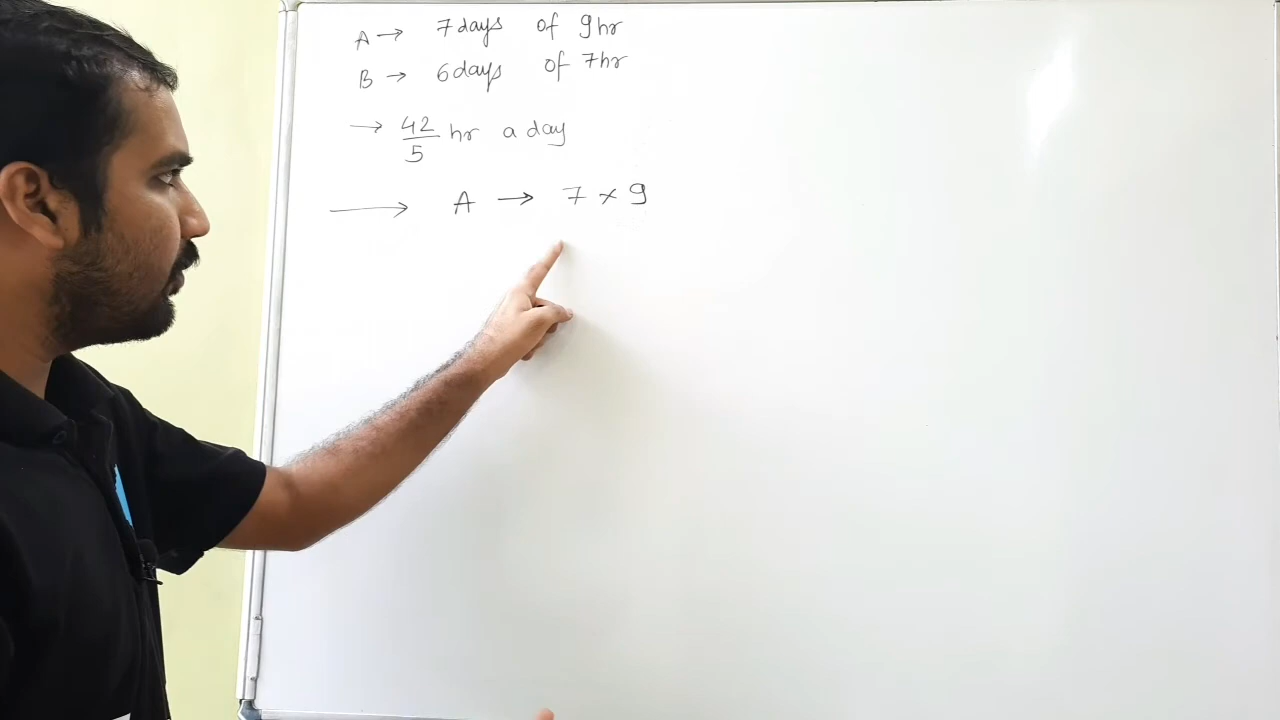 A → 7 days of 9 hr
B → 6 days of 7 hr
→ 42/5 hr a day
→ A → 7 × 9